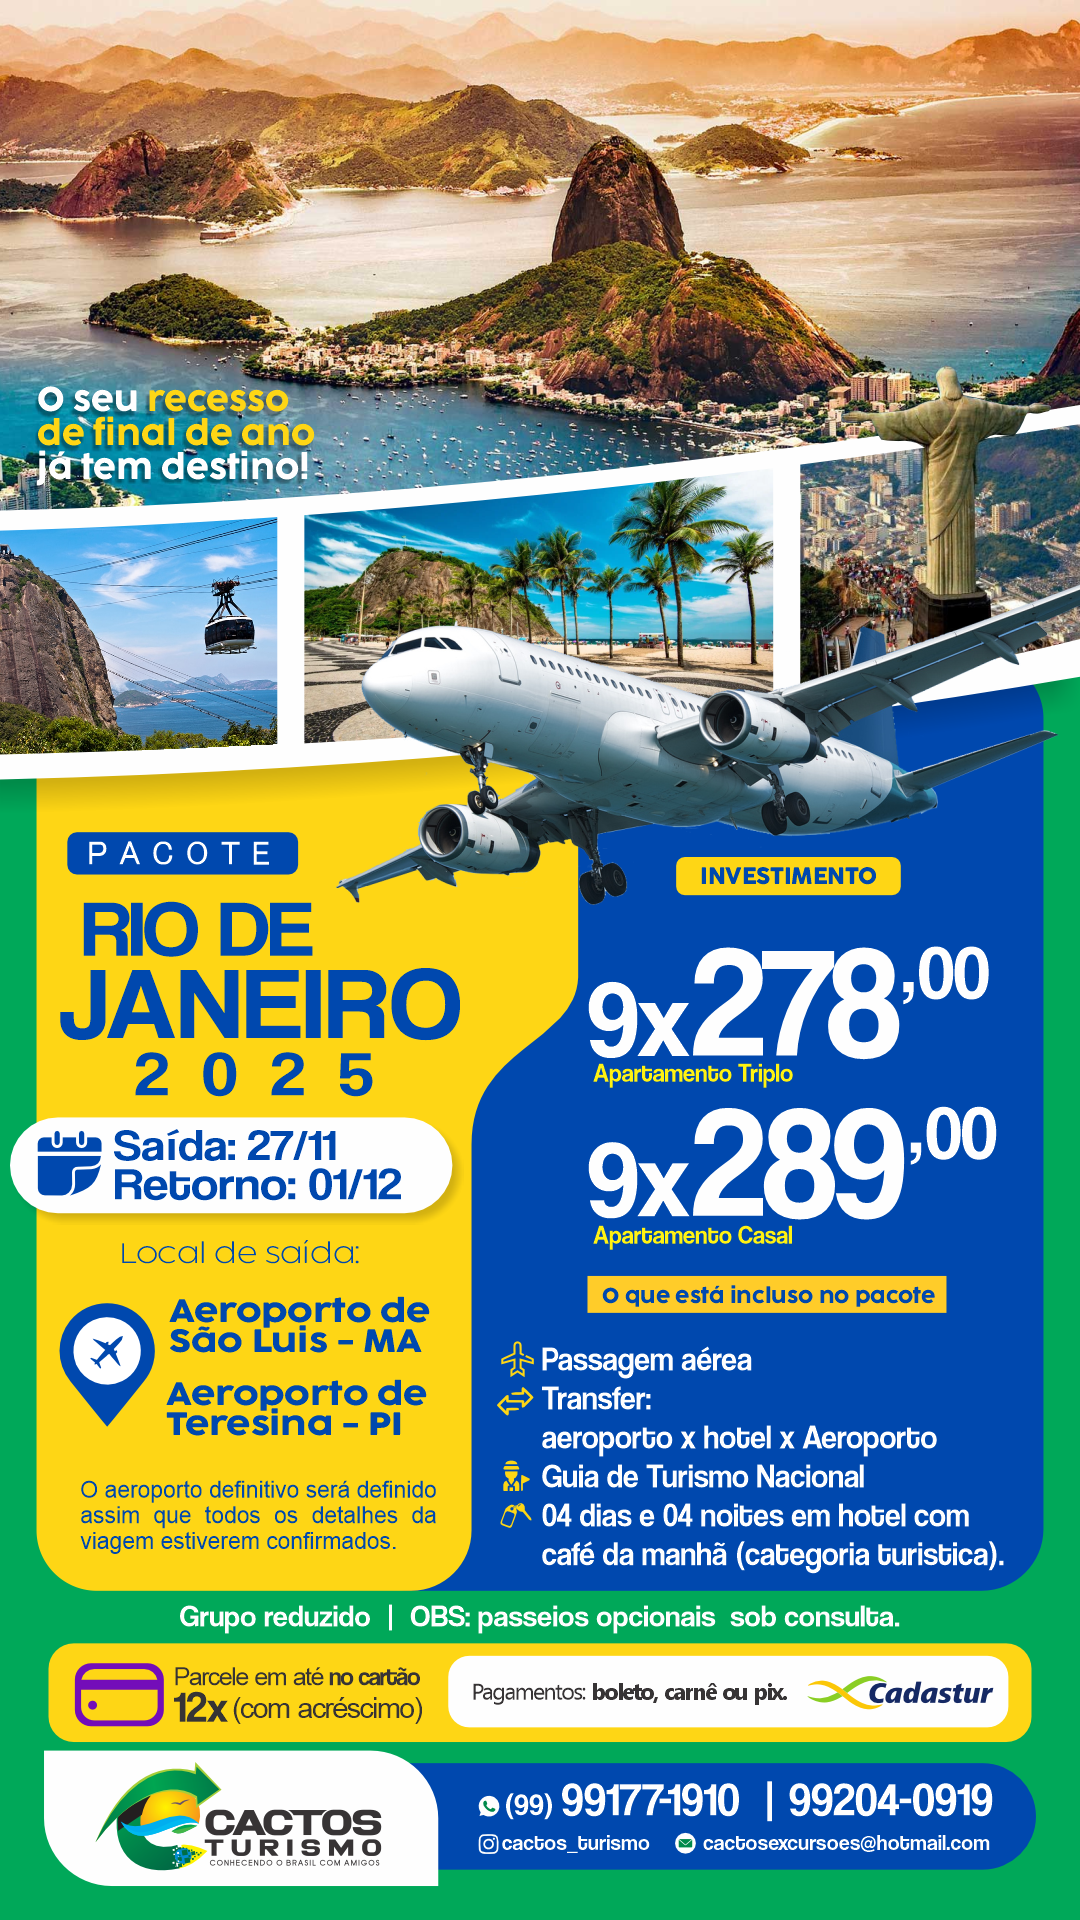 O seu recesso
de final de ano
já tem destino!
PACOTE
RIO DE
JANEIRO
2025
Saída: 27/11
Retorno: 01/12
Local de saída:
Aeroporto de
São Luis - MA
Aeroporto de
Teresina - PI
O aeroporto definitivo será definido
assim que todos os detalhes da
viagem estiverem confirmados.
INVESTIMENTO
9x278,00
Apartamento Triplo
9x289,00
Apartamento Casal
O que está incluso no pacote
Passagem aérea
Transfer:
aeroporto x hotel x Aeroporto
Guia de Turismo Nacional
04 dias e 04 noites em hotel com
café da manhã (categoria turistica).
Grupo reduzido | OBS: passeios opcionais sob consulta.
Parcele em até no cartão
12x (com acréscimo)
Pagamentos: boleto, carnê ou pix.
Cadastur
CACTOS
TURISMO
CONHECENDO O BRASIL COM AMIGOS
(99) 99177-1910 | 99204-0919
cactos_turismo
cactosexcursoes@hotmail.com